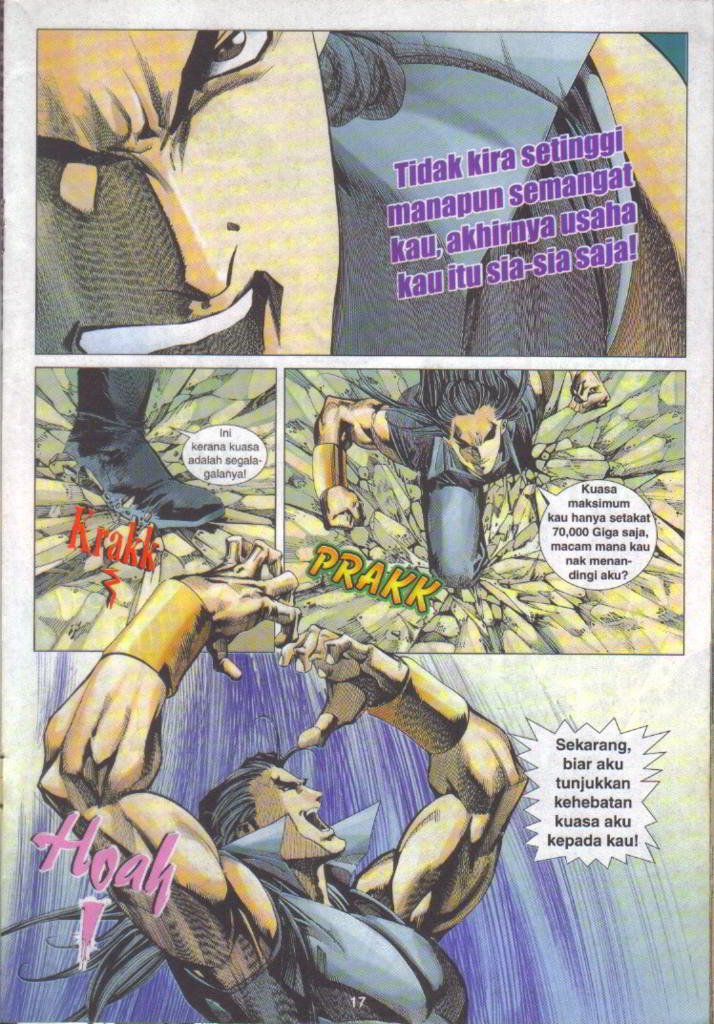 Tidak kira setinggi
manapun semangat
kau, akhirnya usaha
kau itu sia-sia saja!
Ini
kerana kuasa
adalah segala-
galanya!
Krakk
Kuasa
maksimum
kau hanya setakat
70,000 Giga saja,
macam mana kau
nak menan-
dingi aku?
PRAKK
Sekarang,
biar aku
tunjukkan
kehebatan
kuasa aku
kepada kau!
Hoah
!
17